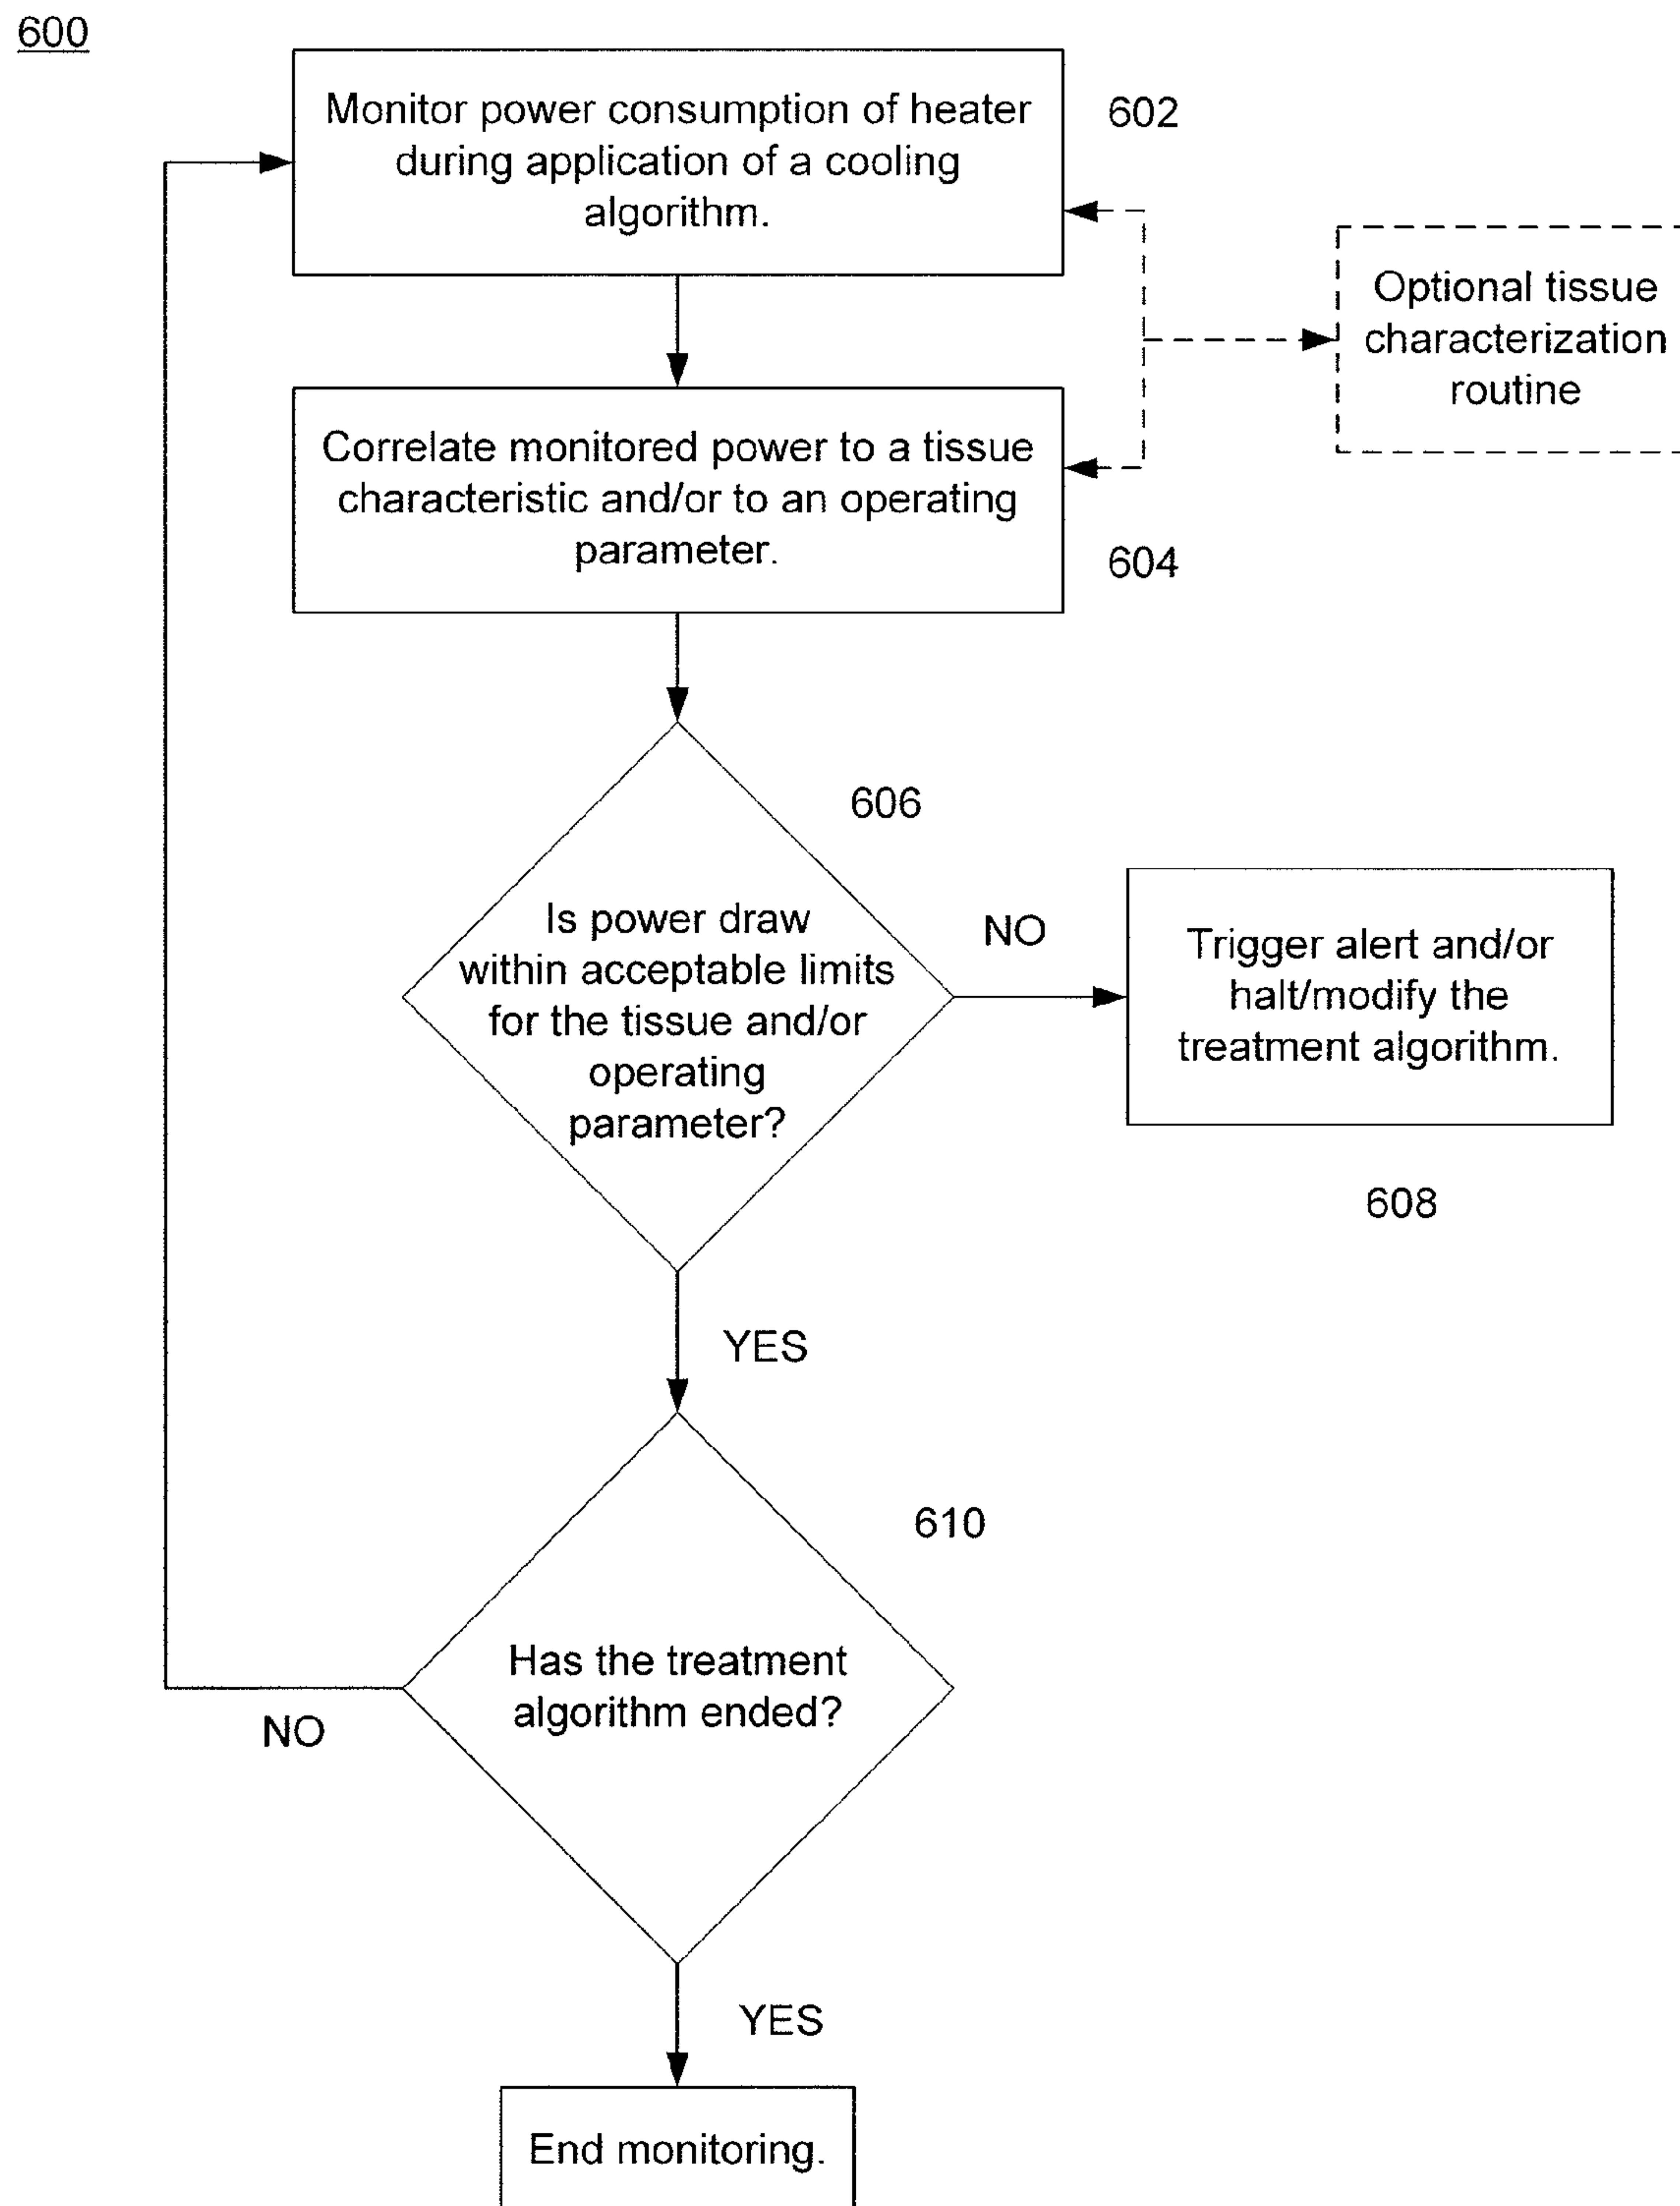 600
Monitor power consumption of heater
during application of a cooling
algorithm.
602
Optional tissue
characterization
routine
Correlate monitored power to a tissue
characteristic and/or to an operating
parameter.
604
606
Is power draw
within acceptable limits
for the tissue and/or
operating
parameter?
NO
Trigger alert and/or
halt/modify the
treatment algorithm.
608
YES
610
Has the treatment
algorithm ended?
NO
YES
End monitoring.